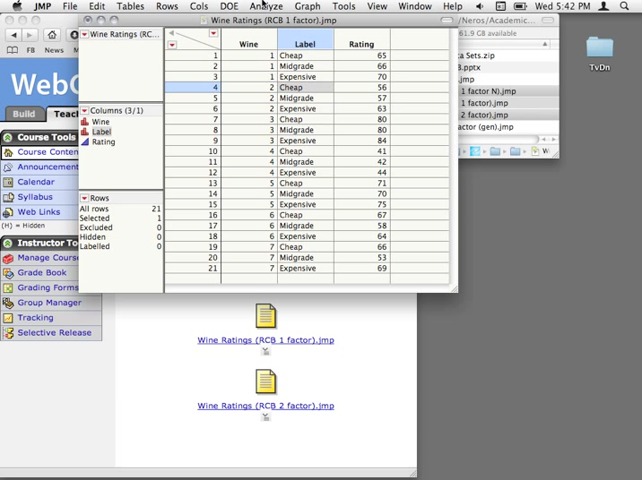 JMP File Edit Tables Rows Cols DOE Analyze Graph Tools View Window Help Wed 5:42 PM
Wine Ratings (RCB 1 factor).jmp
Neros/Academic...
61.9 GB available
Wine Ratings (RC...
Wine Label Rating
1 1 Cheap 65
2 1 Midgrade 66
3 1 Expensive 70
4 2 Cheap 56
5 2 Midgrade 57
6 2 Expensive 63
7 3 Cheap 80
8 3 Midgrade 80
9 3 Expensive 84
10 4 Cheap 41
11 4 Midgrade 42
12 4 Expensive 44
13 5 Cheap 71
14 5 Midgrade 70
15 5 Expensive 75
16 6 Cheap 67
17 6 Midgrade 58
18 6 Expensive 64
19 7 Cheap 66
20 7 Midgrade 53
21 7 Expensive 69
Columns (3/1)
Wine
Label
Rating
Rows
All rows 21
Selected 1
Excluded 0
Hidden 0
Labelled 0
ta Sets.zip
3.pptx
.jmp
1 factor N).jmp
1 factor).jmp
2 factor).jmp
actor (gen).jmp
TvDn
FB
WebC
Build Teac
Course Tools
Course Conten
Announcement
Calendar
Syllabus
Web Links
(H) = Hidden
Instructor To
Manage Course
Grade Book
Grading Forms
Group Manager
Tracking
Selective Release
Wine Ratings (RCB 1 factor).jmp
Wine Ratings (RCB 2 factor).jmp